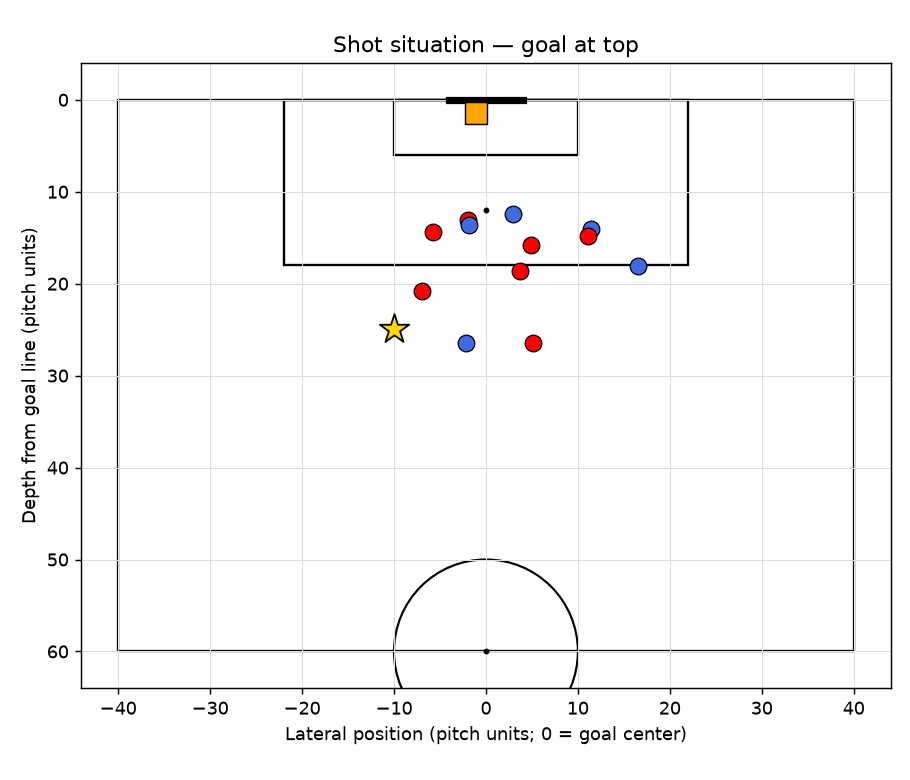 Shot situation — goal at top
Depth from goal line (pitch units)
0
10
20
30
40
50
60
−40 −30 −20 −10 0 10 20 30 40
Lateral position (pitch units; 0 = goal center)